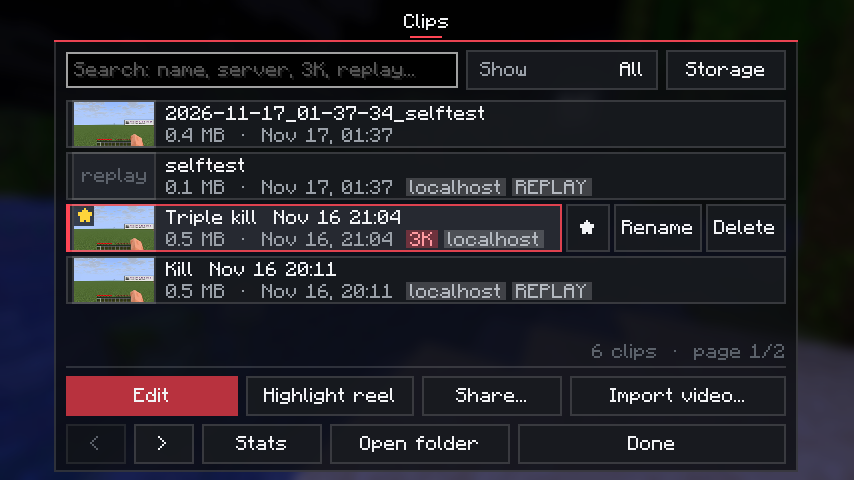 Clips
Search: name, server, 3K, replay...
Show All
Storage
2026-11-17_01-37-34_selftest
0.4 MB · Nov 17, 01:37
replay
selftest
0.1 MB · Nov 17, 01:37 localhost REPLAY
Triple kill Nov 16 21:04
0.5 MB · Nov 16, 21:04 3K localhost
Rename
Delete
Kill Nov 16 20:11
0.5 MB · Nov 16, 20:11 localhost REPLAY
6 clips · page 1/2
Edit
Highlight reel
Share...
Import video...
<
>
Stats
Open folder
Done